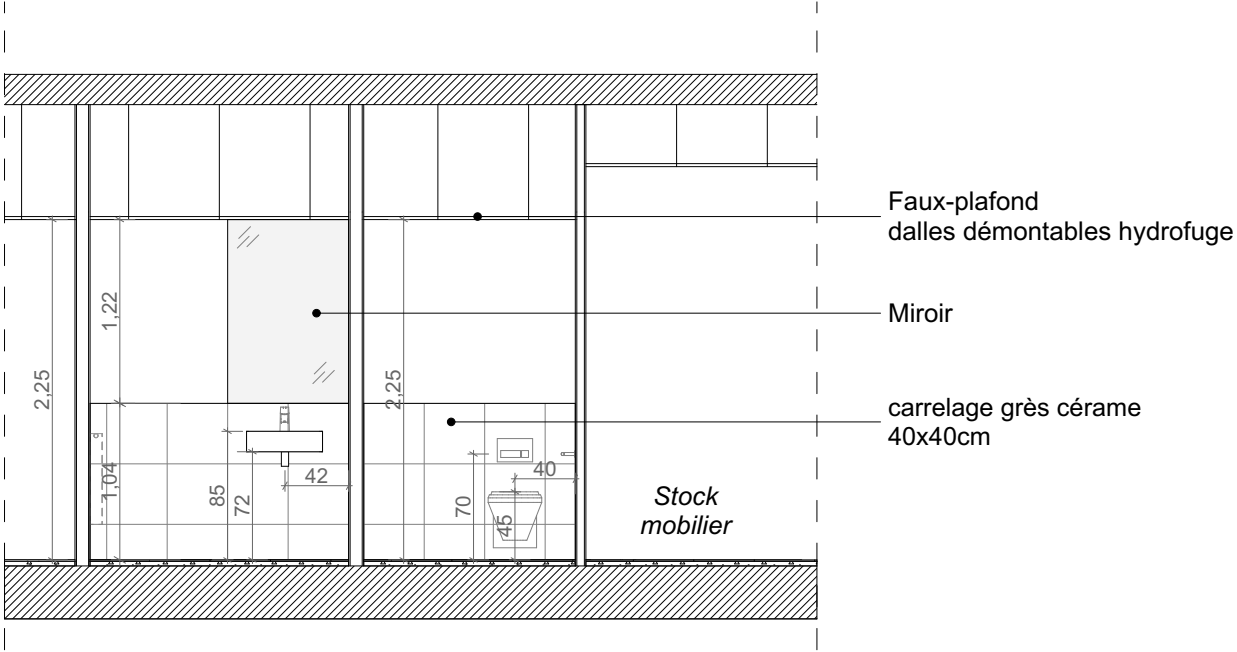 Faux-plafond
dalles démontables hydrofuge
Miroir
carrelage grès cérame
40x40cm
Stock
mobilier
2,25
1,22
1,04
85
72
42
2,25
70
45
40